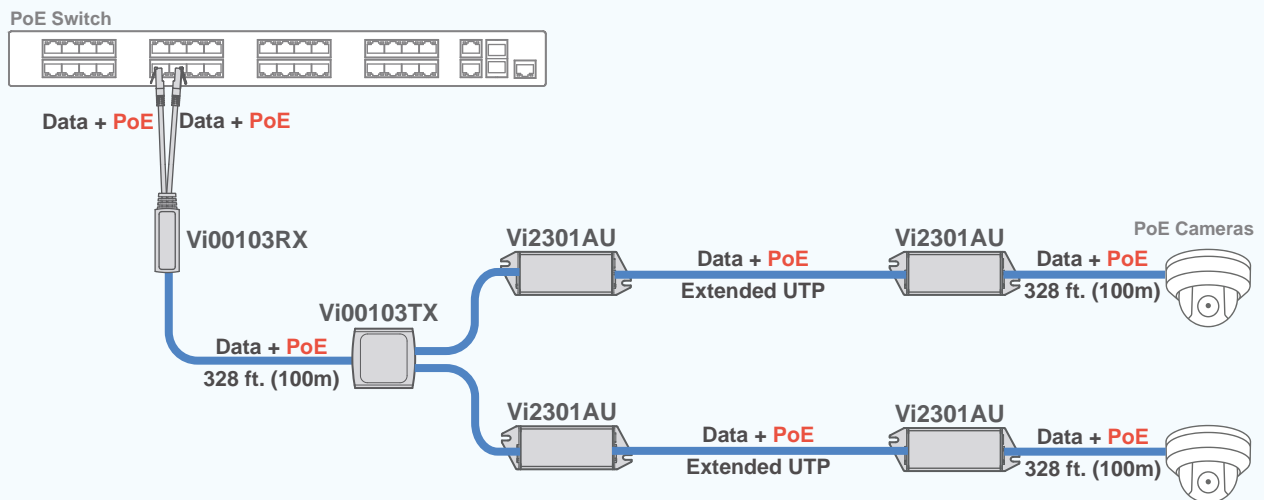 PoE Switch
Data + PoE Data + PoE
Vi00103RX
Vi2301AU
Vi2301AU
PoE Cameras
Data + PoE
Extended UTP
Data + PoE
328 ft. (100m)
Vi00103TX
Data + PoE
328 ft. (100m)
Vi2301AU
Vi2301AU
Data + PoE
Extended UTP
Data + PoE
328 ft. (100m)